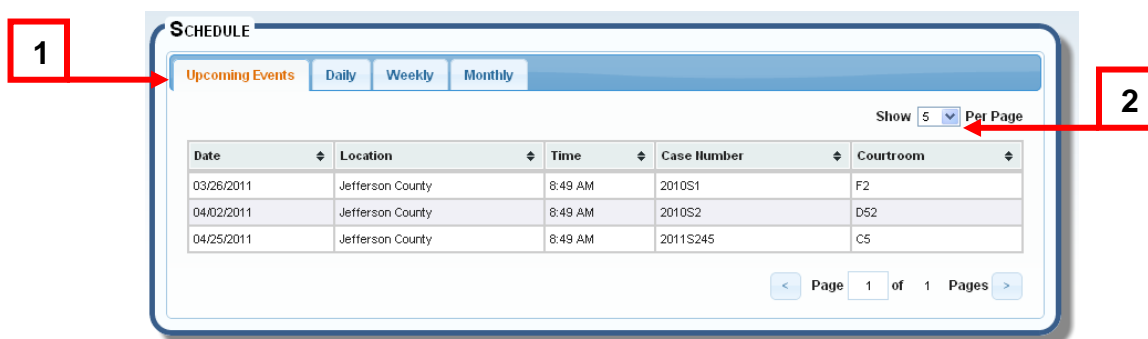 SCHEDULE
1
Upcoming Events Daily Weekly Monthly
2
Show 5 Per Page
Date Location Time Case Number Courtroom
03/26/2011 Jefferson County 8:49 AM 2010S1 F2
04/02/2011 Jefferson County 8:49 AM 2010S2 D52
04/25/2011 Jefferson County 8:49 AM 2011S245 C5
< Page 1 of 1 Pages >